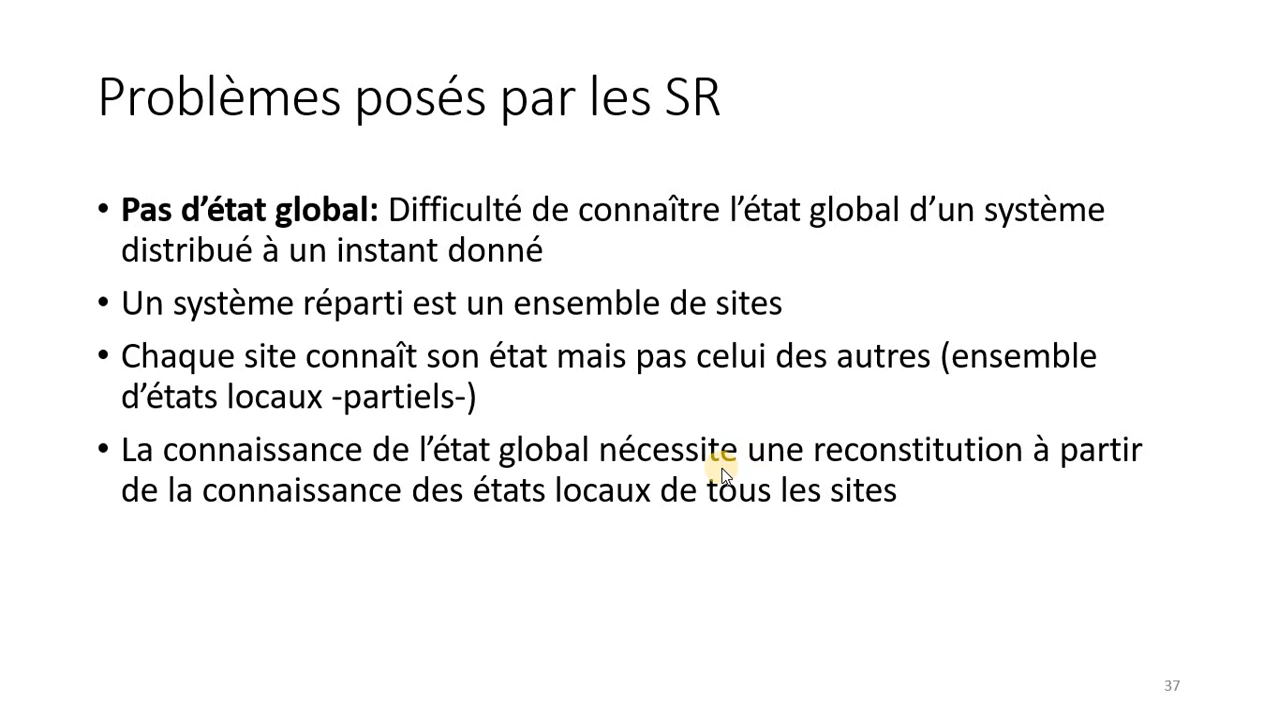 Problèmes posés par les SR
• Pas d’état global: Difficulté de connaître l’état global d’un système
distribué à un instant donné
• Un système réparti est un ensemble de sites
• Chaque site connaît son état mais pas celui des autres (ensemble
d’états locaux -partiels-)
• La connaissance de l’état global nécessite une reconstitution à partir
de la connaissance des états locaux de tous les sites
37